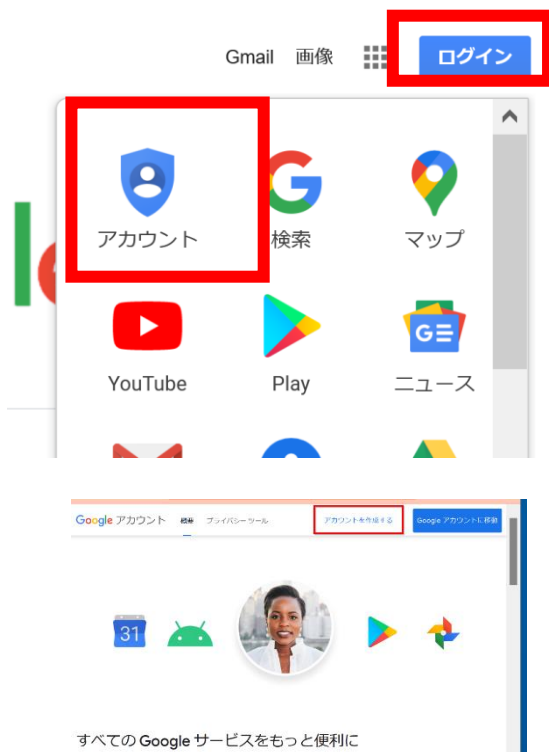 Gmail 画像 ログイン
アカウント 検索 マップ
YouTube Play ニュース
Google アカウント 概要 プライバシー ツール アカウントを作成する Google アカウントに移動
31
すべての Google サービスをもっと便利に